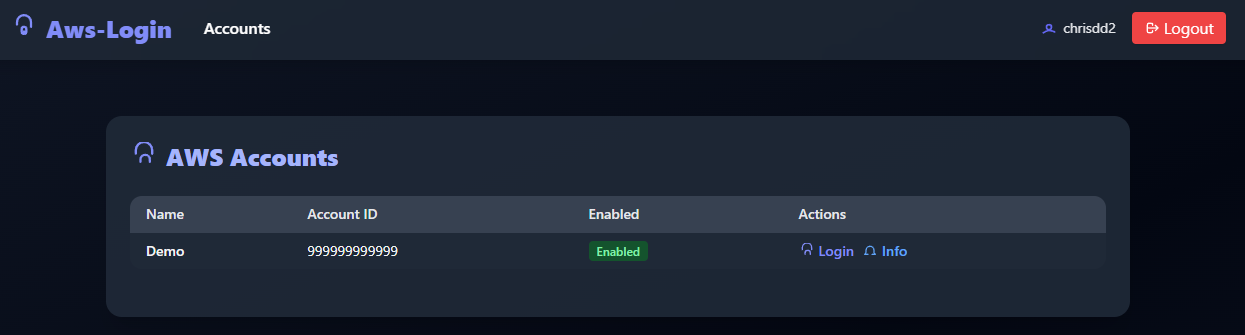 Aws-Login Accounts chrisdd2 Logout
AWS Accounts
Name Account ID Enabled Actions
Demo 999999999999 Enabled Login Info